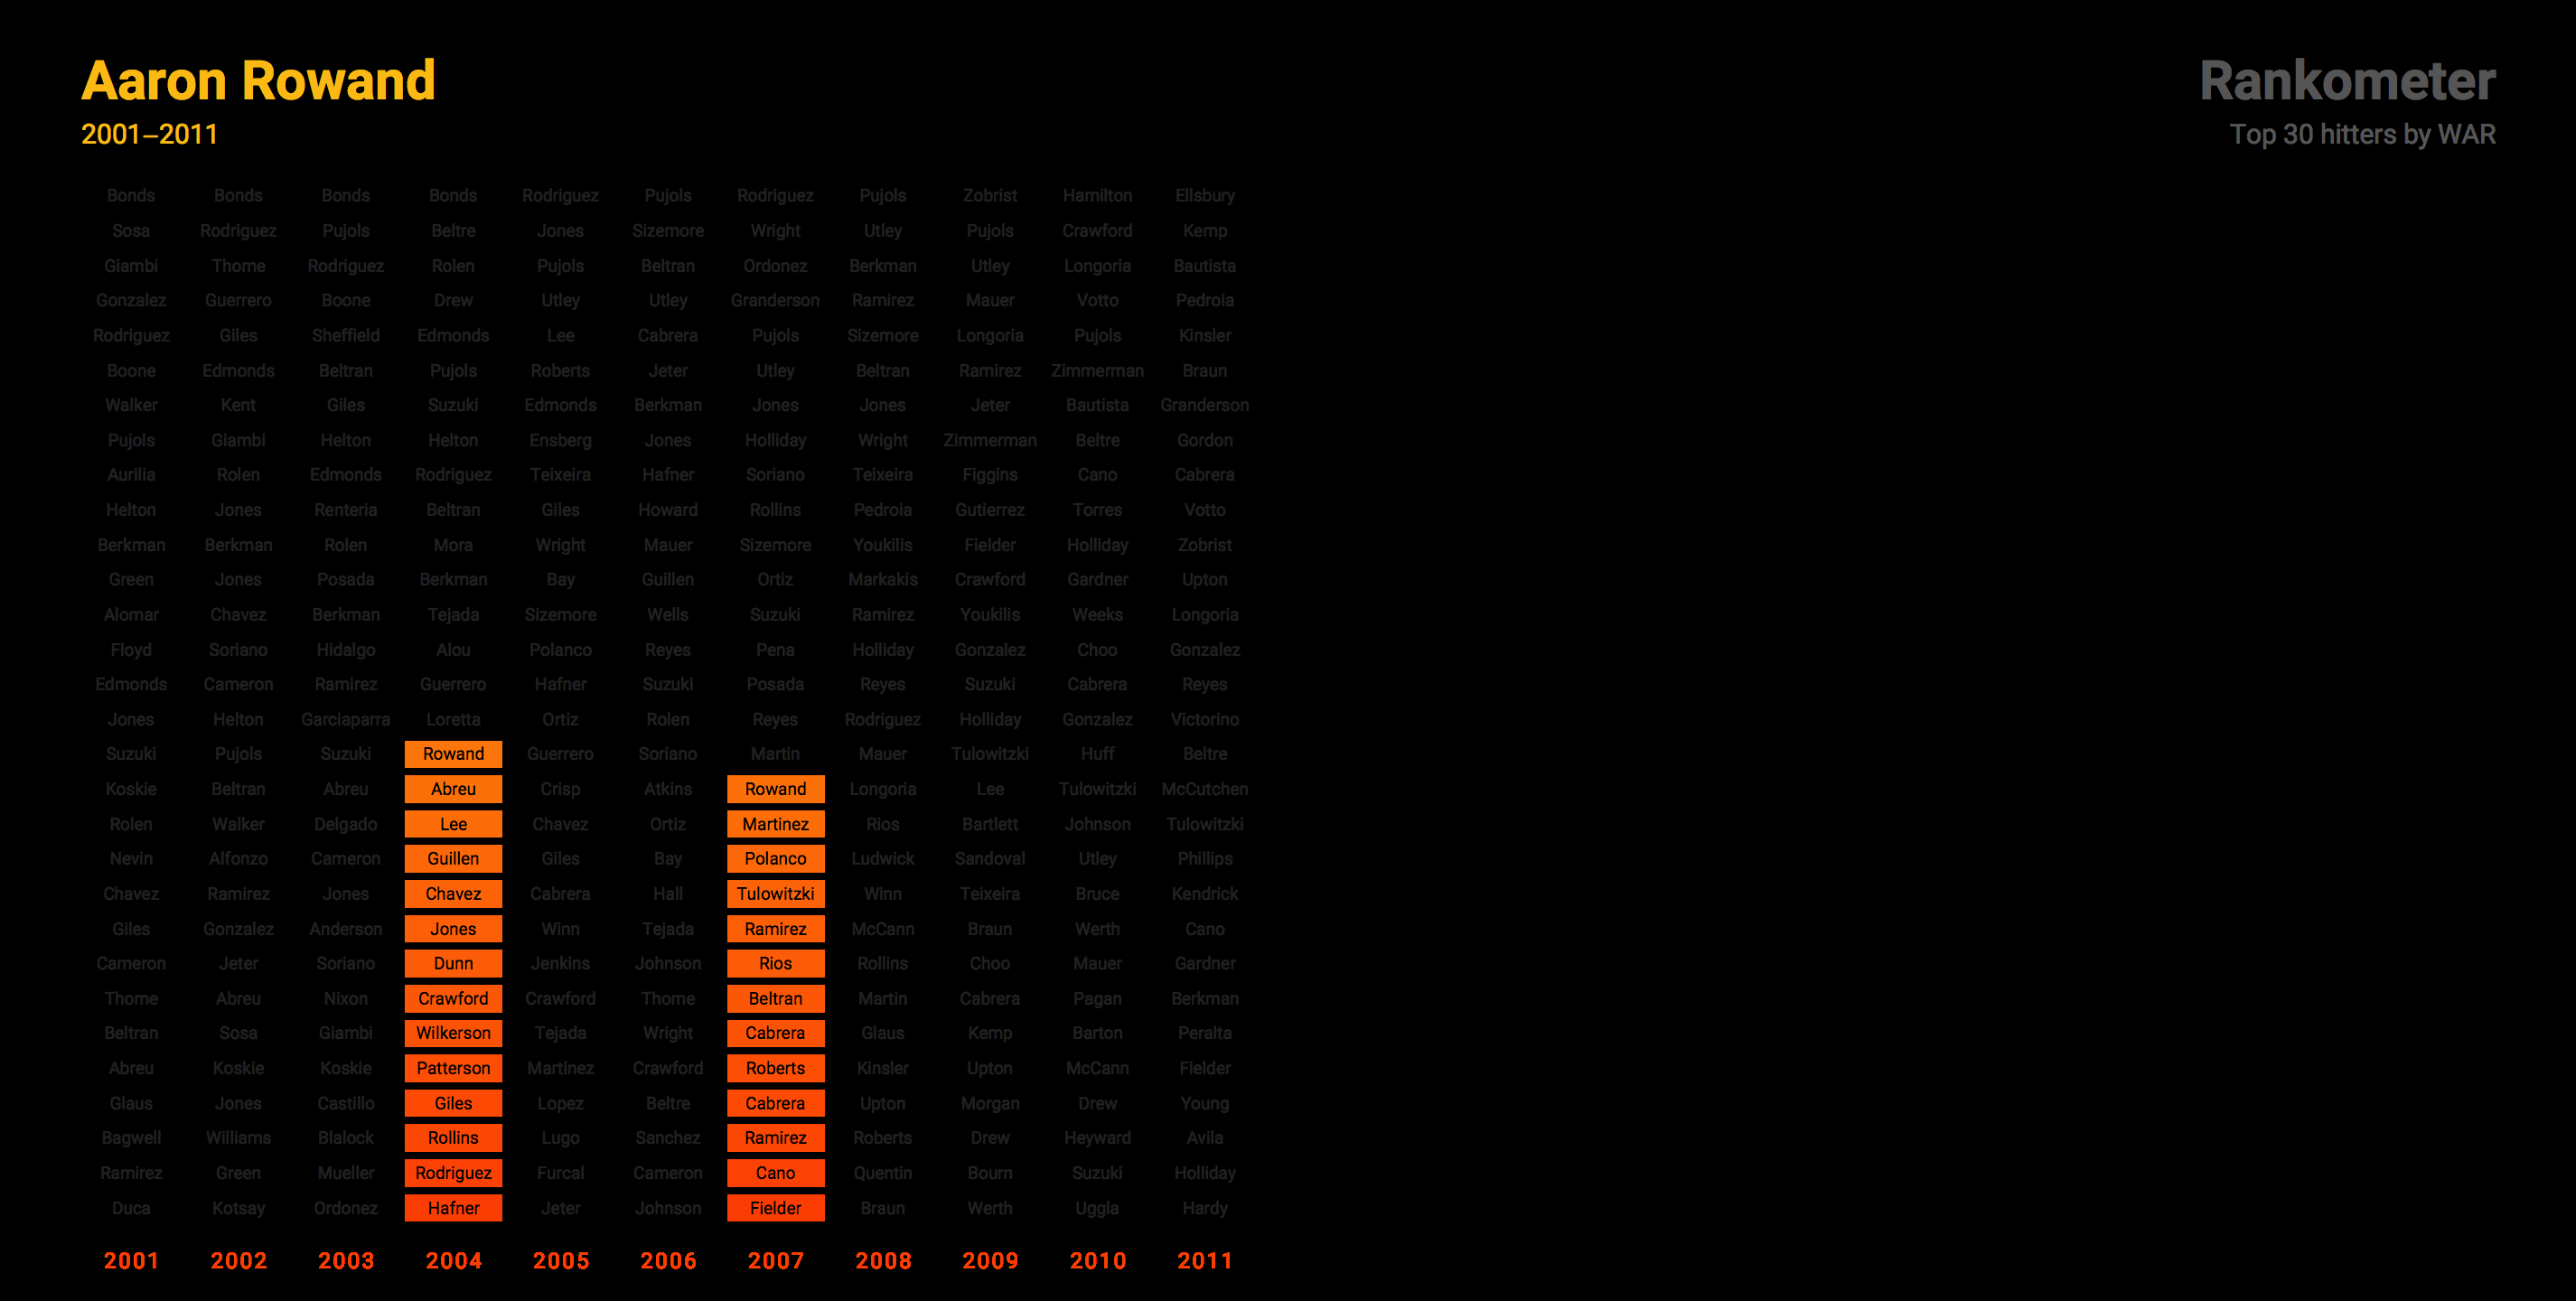 Aaron Rowand
2001–2011
Rankometer
Top 30 hitters by WAR
Bonds Bonds Bonds Bonds Rodriguez Pujols Rodriguez Pujols Zobrist Hamilton Ellsbury
Sosa Rodriguez Pujols Beltre Jones Sizemore Wright Utley Pujols Crawford Kemp
Giambi Thome Rodriguez Rolen Pujols Beltran Ordonez Berkman Utley Longoria Bautista
Gonzalez Guerrero Boone Drew Utley Utley Granderson Ramirez Mauer Votto Pedroia
Rodriguez Giles Sheffield Edmonds Lee Cabrera Pujols Sizemore Longoria Pujols Kinsler
Boone Edmonds Beltran Pujols Roberts Jeter Utley Beltran Ramirez Zimmerman Braun
Walker Kent Giles Suzuki Edmonds Berkman Jones Jones Jeter Bautista Granderson
Pujols Giambi Helton Helton Ensberg Jones Holliday Wright Zimmerman Beltre Gordon
Aurilia Rolen Edmonds Rodriguez Teixeira Hafner Soriano Teixeira Figgins Cano Cabrera
Helton Jones Renteria Beltran Giles Howard Rollins Pedroia Gutierrez Torres Votto
Berkman Berkman Rolen Mora Wright Mauer Sizemore Youkilis Fielder Holliday Zobrist
Green Jones Posada Berkman Bay Guillen Ortiz Markakis Crawford Gardner Upton
Alomar Chavez Berkman Tejada Sizemore Wells Suzuki Ramirez Youkilis Weeks Longoria
Floyd Soriano Hidalgo Alou Polanco Reyes Pena Holliday Gonzalez Choo Gonzalez
Edmonds Cameron Ramirez Guerrero Hafner Suzuki Posada Reyes Suzuki Cabrera Reyes
Jones Helton Garciaparra Loretta Ortiz Rolen Reyes Rodriguez Holliday Gonzalez Victorino
Suzuki Pujols Suzuki Rowand Guerrero Soriano Martin Mauer Tulowitzki Huff Beltre
Koskie Beltran Abreu Abreu Crisp Atkins Rowand Longoria Lee Tulowitzki McCutchen
Rolen Walker Delgado Lee Chavez Ortiz Martinez Rios Bartlett Johnson Tulowitzki
Nevin Alfonzo Cameron Guillen Giles Bay Polanco Ludwick Sandoval Utley Phillips
Chavez Ramirez Jones Chavez Cabrera Hall Tulowitzki Winn Teixeira Bruce Kendrick
Giles Gonzalez Anderson Jones Winn Tejada Ramirez McCann Braun Werth Cano
Cameron Jeter Soriano Dunn Jenkins Johnson Rios Rollins Choo Mauer Gardner
Thome Abreu Nixon Crawford Crawford Thome Beltran Martin Cabrera Pagan Berkman
Beltran Sosa Giambi Wilkerson Tejada Wright Cabrera Glaus Kemp Barton Peralta
Abreu Koskie Koskie Patterson Martinez Crawford Roberts Kinsler Upton McCann Fielder
Glaus Jones Castillo Giles Lopez Beltre Cabrera Upton Morgan Drew Young
Bagwell Williams Blalock Rollins Lugo Sanchez Ramirez Roberts Drew Heyward Avila
Ramirez Green Mueller Rodriguez Furcal Cameron Cano Quentin Bourn Suzuki Holliday
Duca Kotsay Ordonez Hafner Jeter Johnson Fielder Braun Werth Uggla Hardy
2001 2002 2003 2004 2005 2006 2007 2008 2009 2010 2011